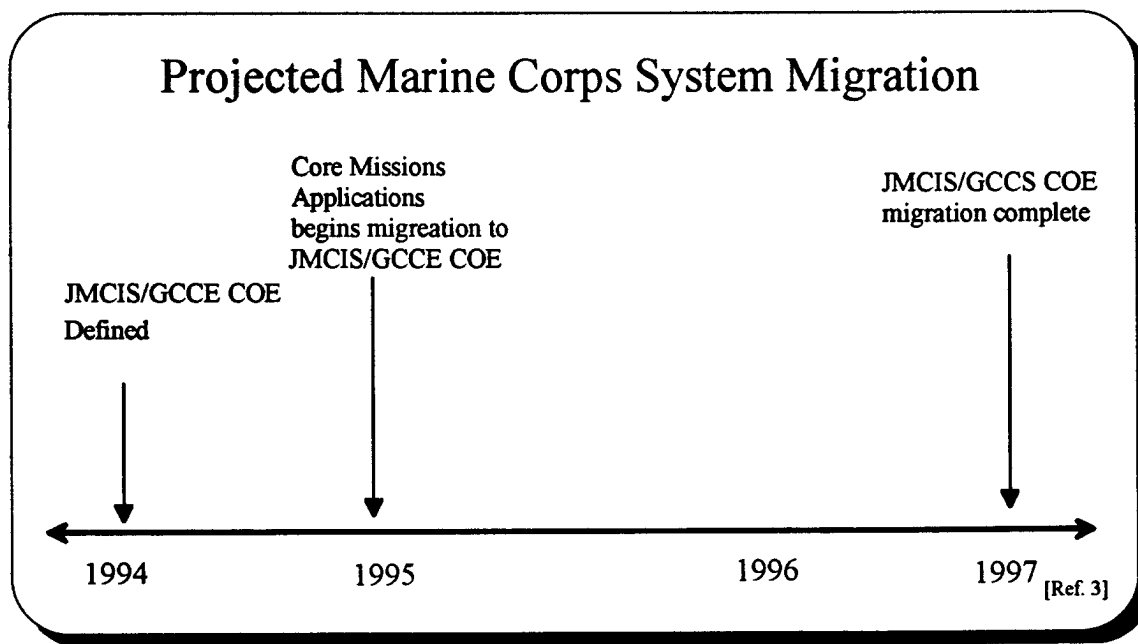 Projected Marine Corps System Migration
Core Missions
Applications
begins migreation to
JMCIS/GCCE COE
JMCIS/GCCS COE
migration complete
JMCIS/GCCE COE
Defined
1994
1995
1996
1997 [Ref. 3]